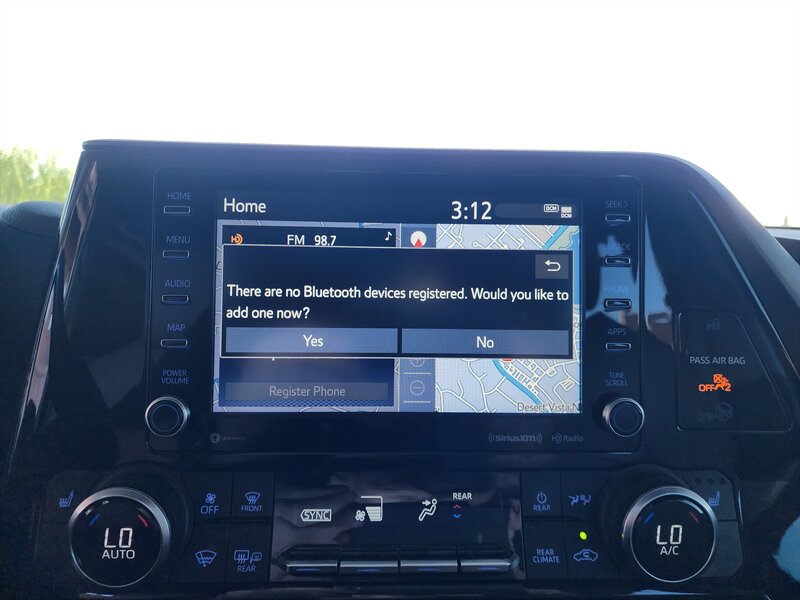 HOME
MENU
AUDIO
MAP
POWER
VOLUME
Home
3:12
DCM
DCM
FM 98.7
There are no Bluetooth devices registered. Would you like to
add one now?
Yes
No
Register Phone
Desert Vista N
SEEK>
TRACK
PHONE
APPS
TUNE
SCROLL
SiriusXM
HD Radio
PASS AIR BAG
OFF
2
LO
AUTO
OFF
FRONT
REAR
SYNC
REAR
REAR
REAR
CLIMATE
LO
A/C